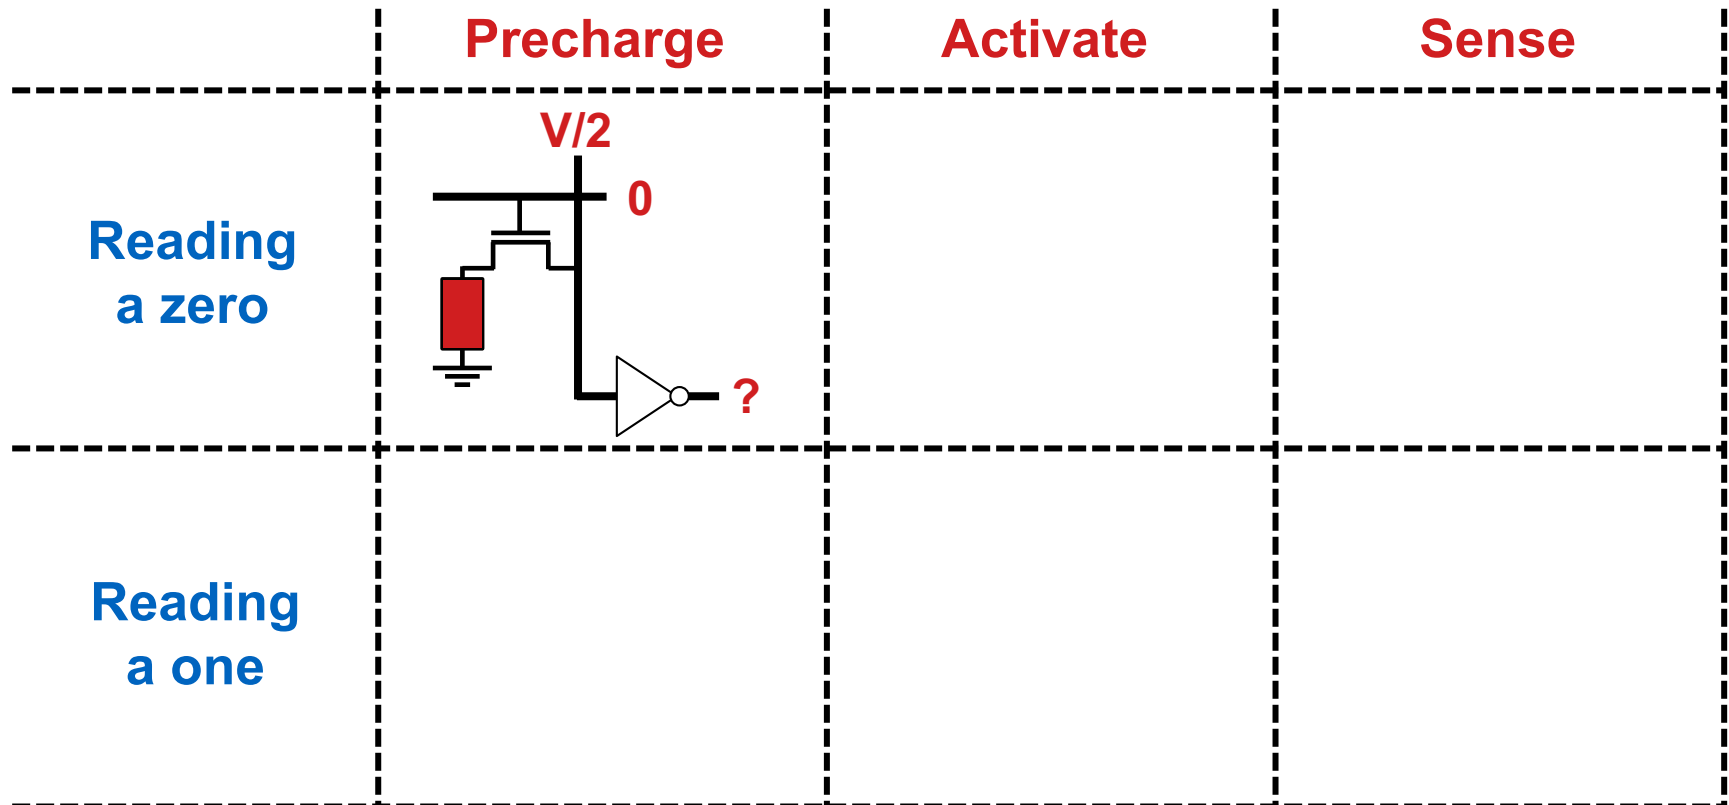 Precharge
Activate
Sense
Reading
a zero
V/2
0
?
Reading
a one